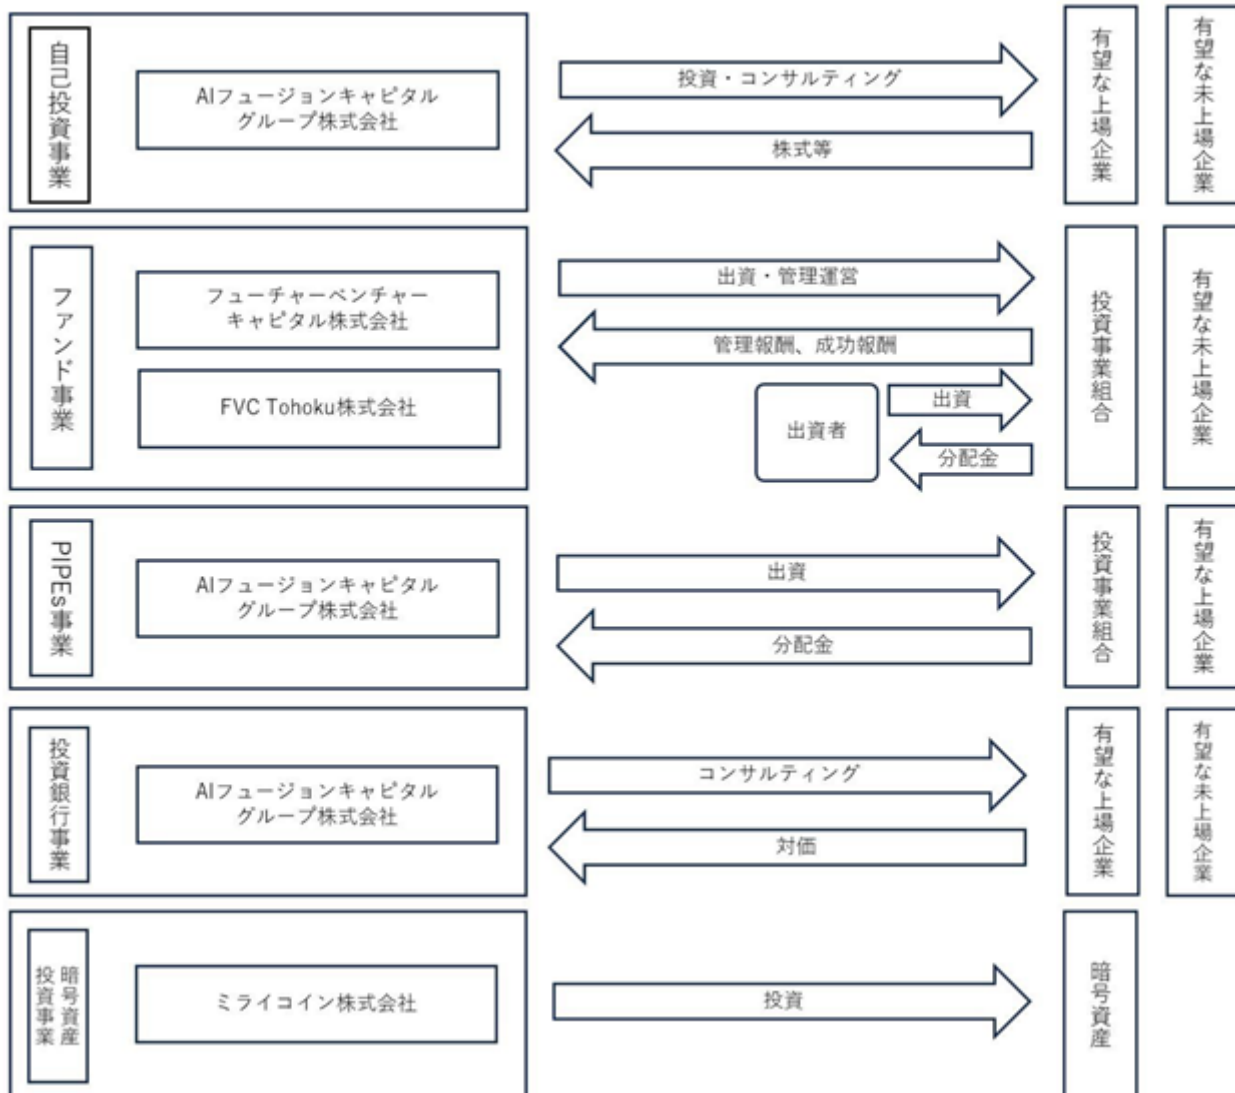 自己投資事業
AIフュージョンキャピタル
グループ株式会社
投資・コンサルティング
株式等
有望な上場企業
有望な未上場企業
ファンド事業
フューチャーベンチャー
キャピタル株式会社
FVC Tohoku株式会社
出資・管理運営
管理報酬、成功報酬
出資者
出資
分配金
投資事業組合
有望な未上場企業
PIPEs事業
AIフュージョンキャピタル
グループ株式会社
出資
分配金
投資事業組合
有望な上場企業
投資銀行事業
AIフュージョンキャピタル
グループ株式会社
コンサルティング
対価
有望な上場企業
有望な未上場企業
暗号資産
投資事業
ミライコイン株式会社
投資
暗号資産